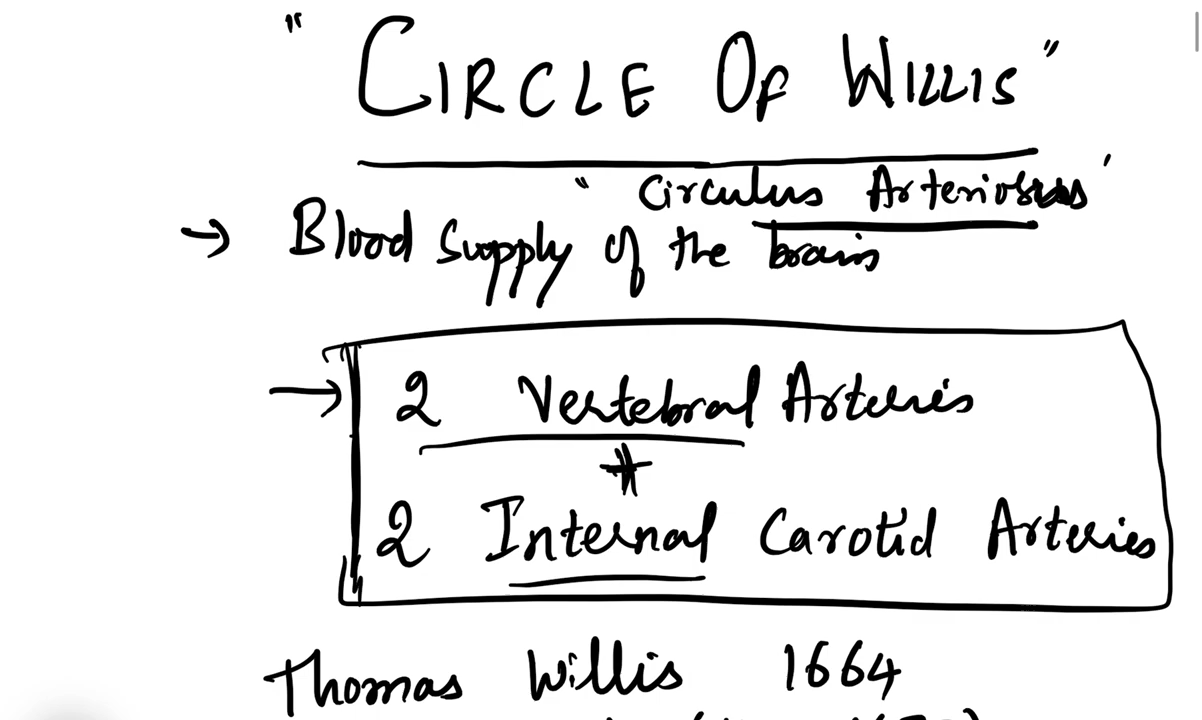 "CIRCLE OF WILLIS"
"Circulus Arteriosus'
→ Blood Supply of the brain
→ 2 Vertebral Arteries
+
2 Internal Carotid Arteries
Thomas Willis 1664